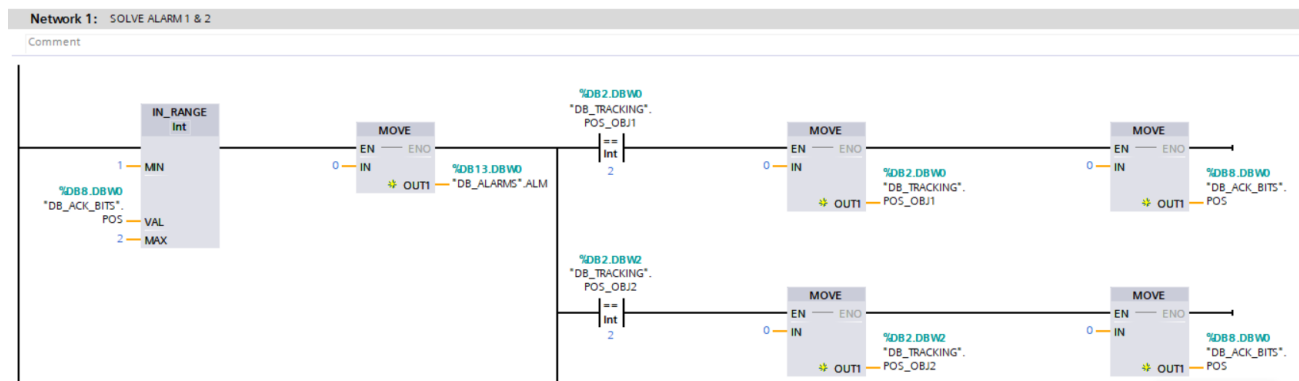 Network 1: SOLVE ALARM 1 & 2
Comment
IN_RANGE
Int
1
MIN
%DB8.DBW0
"DB_ACK_BITS".
POS
VAL
2
MAX
MOVE
EN
ENO
0
IN
OUT1
%DB13.DBW0
"DB_ALARMS".ALM
%DB2.DBW0
"DB_TRACKING".
POS_OBJ1
==
Int
2
MOVE
EN
ENO
0
IN
OUT1
%DB2.DBW0
"DB_TRACKING".
POS_OBJ1
MOVE
EN
ENO
0
IN
OUT1
%DB8.DBW0
"DB_ACK_BITS".
POS
%DB2.DBW2
"DB_TRACKING".
POS_OBJ2
==
Int
2
MOVE
EN
ENO
0
IN
OUT1
%DB2.DBW2
"DB_TRACKING".
POS_OBJ2
MOVE
EN
ENO
0
IN
OUT1
%DB8.DBW0
"DB_ACK_BITS".
POS